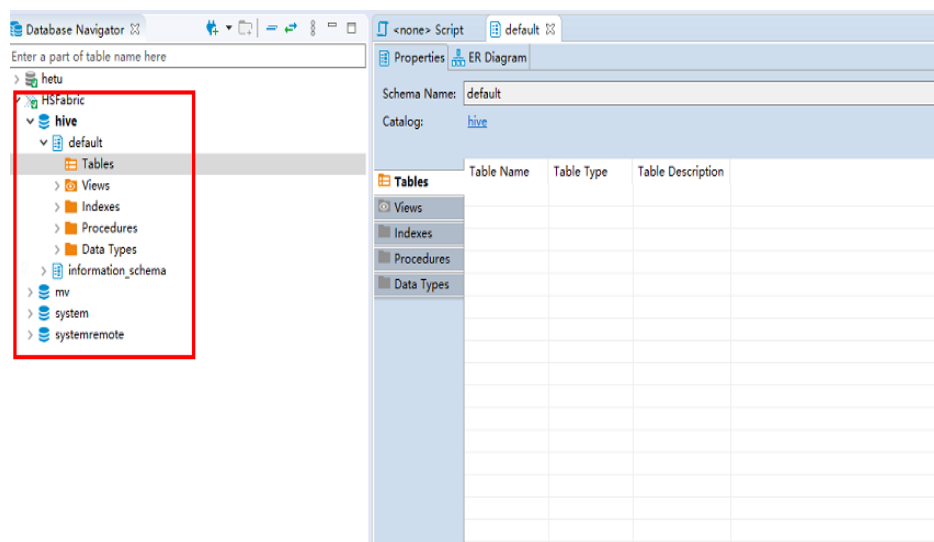 Database Navigator
Enter a part of table name here
hetu
HSFabric
hive
default
Tables
Views
Indexes
Procedures
Data Types
information_schema
mv
system
systemremote
<none> Script
default
Properties
ER Diagram
Schema Name: default
Catalog: hive
Tables
Views
Indexes
Procedures
Data Types
Table Name Table Type Table Description